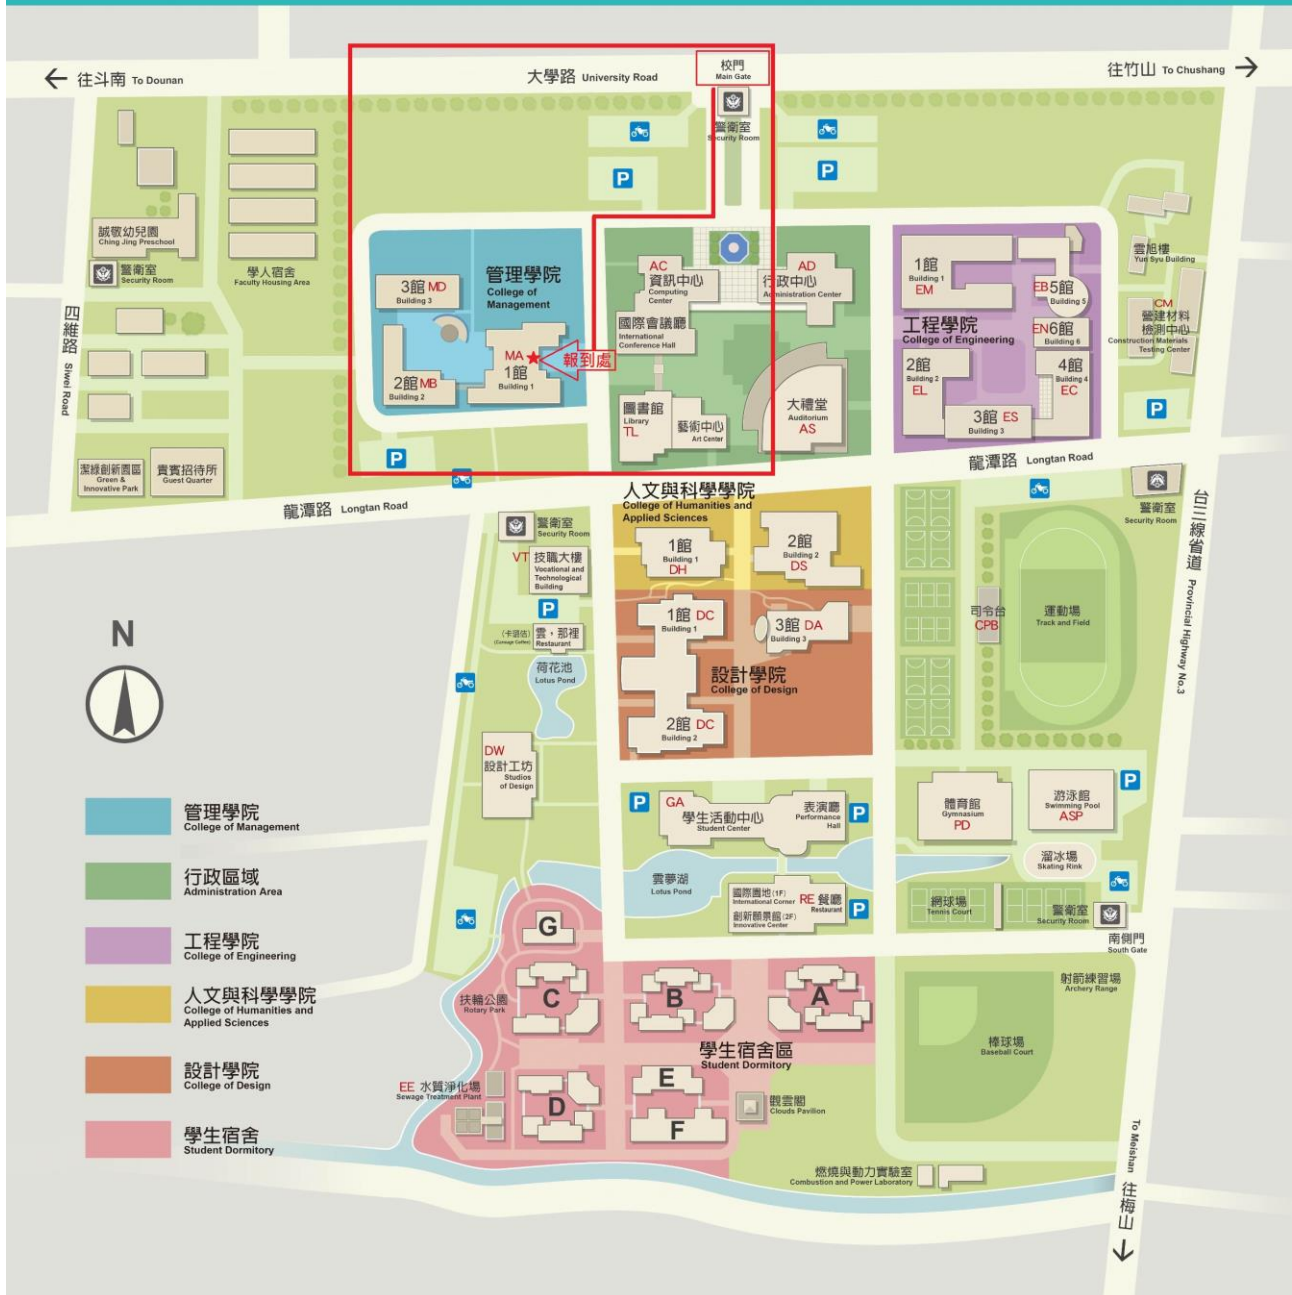 往斗南 To Dounan
大學路 University Road
校門
Main Gate
往竹山 To Chushang
警衛室
Security Room
誠敬幼兒園
Ching Jing Preschool
警衛室
Security Room
學人宿舍
Faculty Housing Area
四維路 Siwei Road
潔綠創新園區
Green &
Innovative Park
貴賓招待所
Guest Quarter
管理學院
College of
Management
3館 MD
Building 3
2館 MB
Building 2
MA
1館
Building 1
報到處
AC
資訊中心
Computing
Center
AD
行政中心
Administration Center
國際會議廳
International
Conference Hall
圖書館
Library
TL
藝術中心
Art Center
大禮堂
Auditorium
AS
1館
Building 1
EM
EB 5館
Building 5
工程學院
College of Engineering
EN 6館
Building 6
2館
Building 2
EL
4館
Building 4
EC
3館 ES
Building 3
雲旭樓
Yun Syu Building
CM
營建材料
檢測中心
Construction Materials
Testing Center
龍潭路 Longtan Road
龍潭路 Longtan Road
警衛室
Security Room
台三線省道 Provincial Highway No.3
人文與科學學院
College of Humanities and
Applied Sciences
1館
Building 1
DH
2館
Building 2
DS
警衛室
Security Room
VT 技職大樓
Vocational and
Technological
Building
雲,那裡
Restaurant
荷花池
Lotus Pond
1館 DC
Building 1
3館 DA
Building 3
設計學院
College of Design
2館 DC
Building 2
DW
設計工坊
Studios
of Design
司令台
CPB
運動場
Track and Field
N
P
P
P
P
P
P
P
P
P
P
GA
學生活動中心
Student Center
表演廳
Performance
Hall
體育館
Gymnasium
PD
游泳館
Swimming Pool
ASP
溜冰場
Skating Rink
雲夢湖
Lotus Pond
國際園地(1F)
International Corner
創新願景館(2F)
Innovative Center
RE 餐廳
Restaurant
網球場
Tennis Court
警衛室
Security Room
南側門
South Gate
射箭練習場
Archery Range
棒球場
Baseball Court
G
C
B
A
扶輪公園
Rotary Park
學生宿舍區
Student Dormitory
EE 水質淨化場
Sewage Treatment Plant
D
E
F
觀雲閣
Clouds Pavilion
燃燒與動力實驗室
Combustion and Power Laboratory
To Meishan 往梅山
管理學院
College of Management
行政區域
Administration Area
工程學院
College of Engineering
人文與科學學院
College of Humanities and
Applied Sciences
設計學院
College of Design
學生宿舍
Student Dormitory